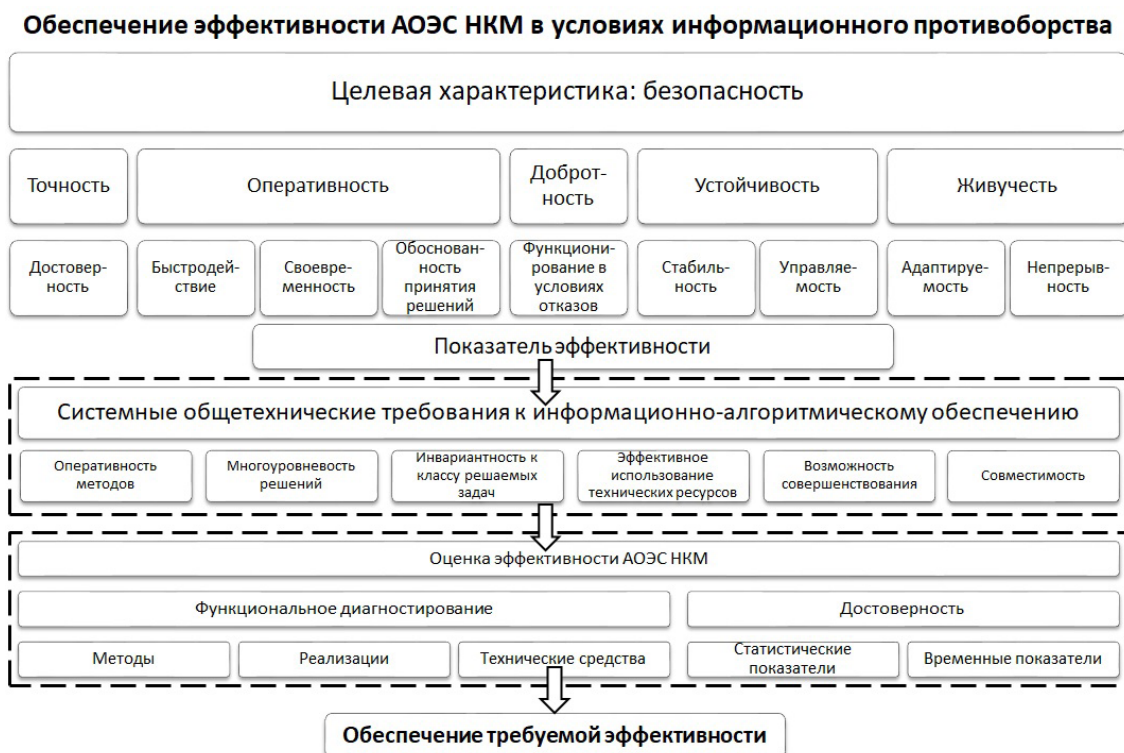 Обеспечение эффективности АОЭС НКМ в условиях информационного противоборства
Целевая характеристика: безопасность
Точность
Оперативность
Доброт-
ность
Устойчивость
Живучесть
Достовер-
ность
Быстродей-
ствие
Своевре-
менность
Обоснован-
ность
принятия
решений
Функциони-
рование в
условиях
отказов
Стабиль-
ность
Управляе-
мость
Адаптируе-
мость
Непрерыв-
ность
Показатель эффективности
Системные общетехнические требования к информационно-алгоритмическому обеспечению
Оперативность
методов
Многоуровневость
решений
Инвариантность к
классу решаемых
задач
Эффективное
использование
технических ресурсов
Возможность
совершенствования
Совместимость
Оценка эффективности АОЭС НКМ
Функциональное диагностирование
Достоверность
Методы
Реализации
Технические средства
Статистические
показатели
Временные показатели
Обеспечение требуемой эффективности